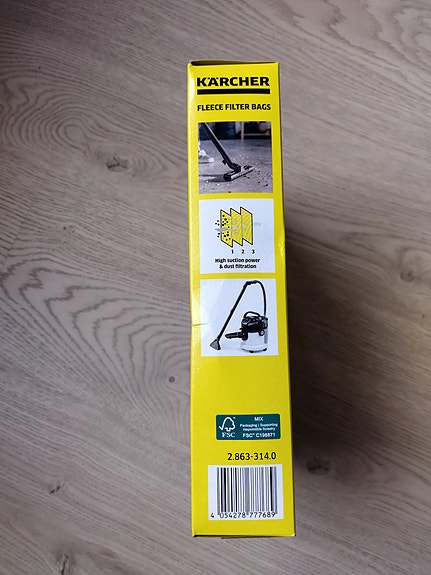 KÄRCHER
FLEECE FILTER BAGS
1 2 3
High suction power
& dust filtration
FSC
MIX
Packaging | Supporting
responsible forestry
FSC® C198871
2.863-314.0
4 054278 777689